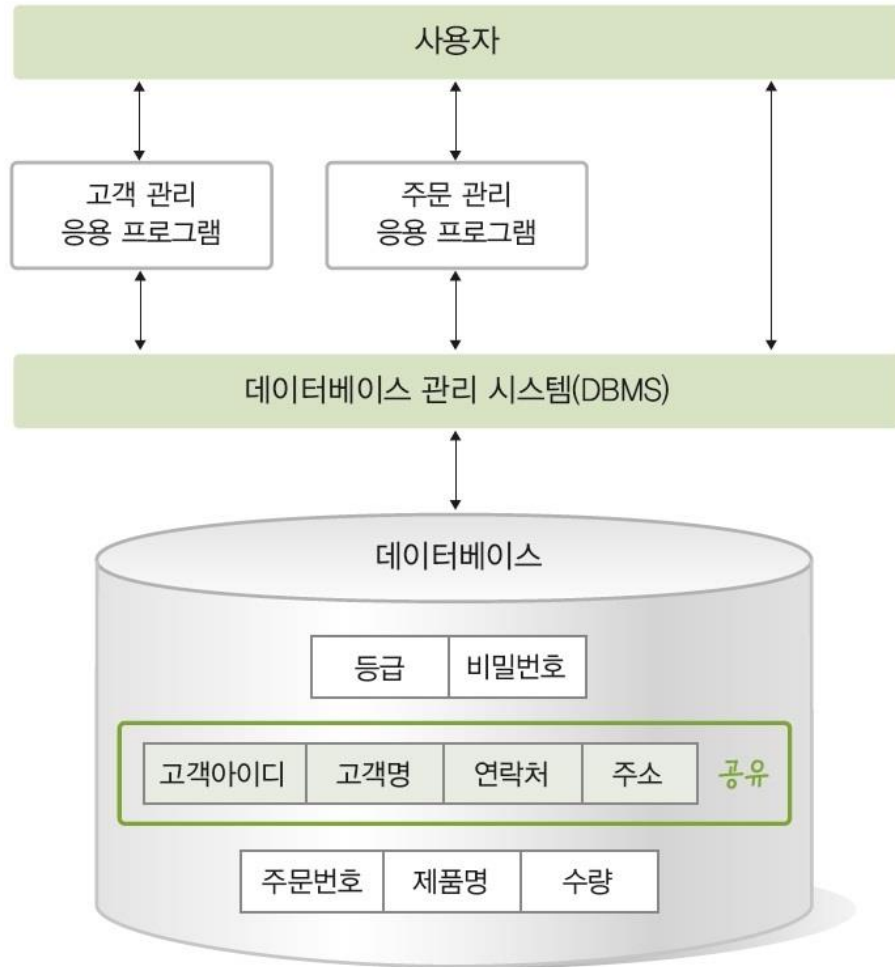 사용자
고객 관리
응용 프로그램
주문 관리
응용 프로그램
데이터베이스 관리 시스템(DBMS)
데이터베이스
등급 비밀번호
고객아이디 고객명 연락처 주소 공유
주문번호 제품명 수량